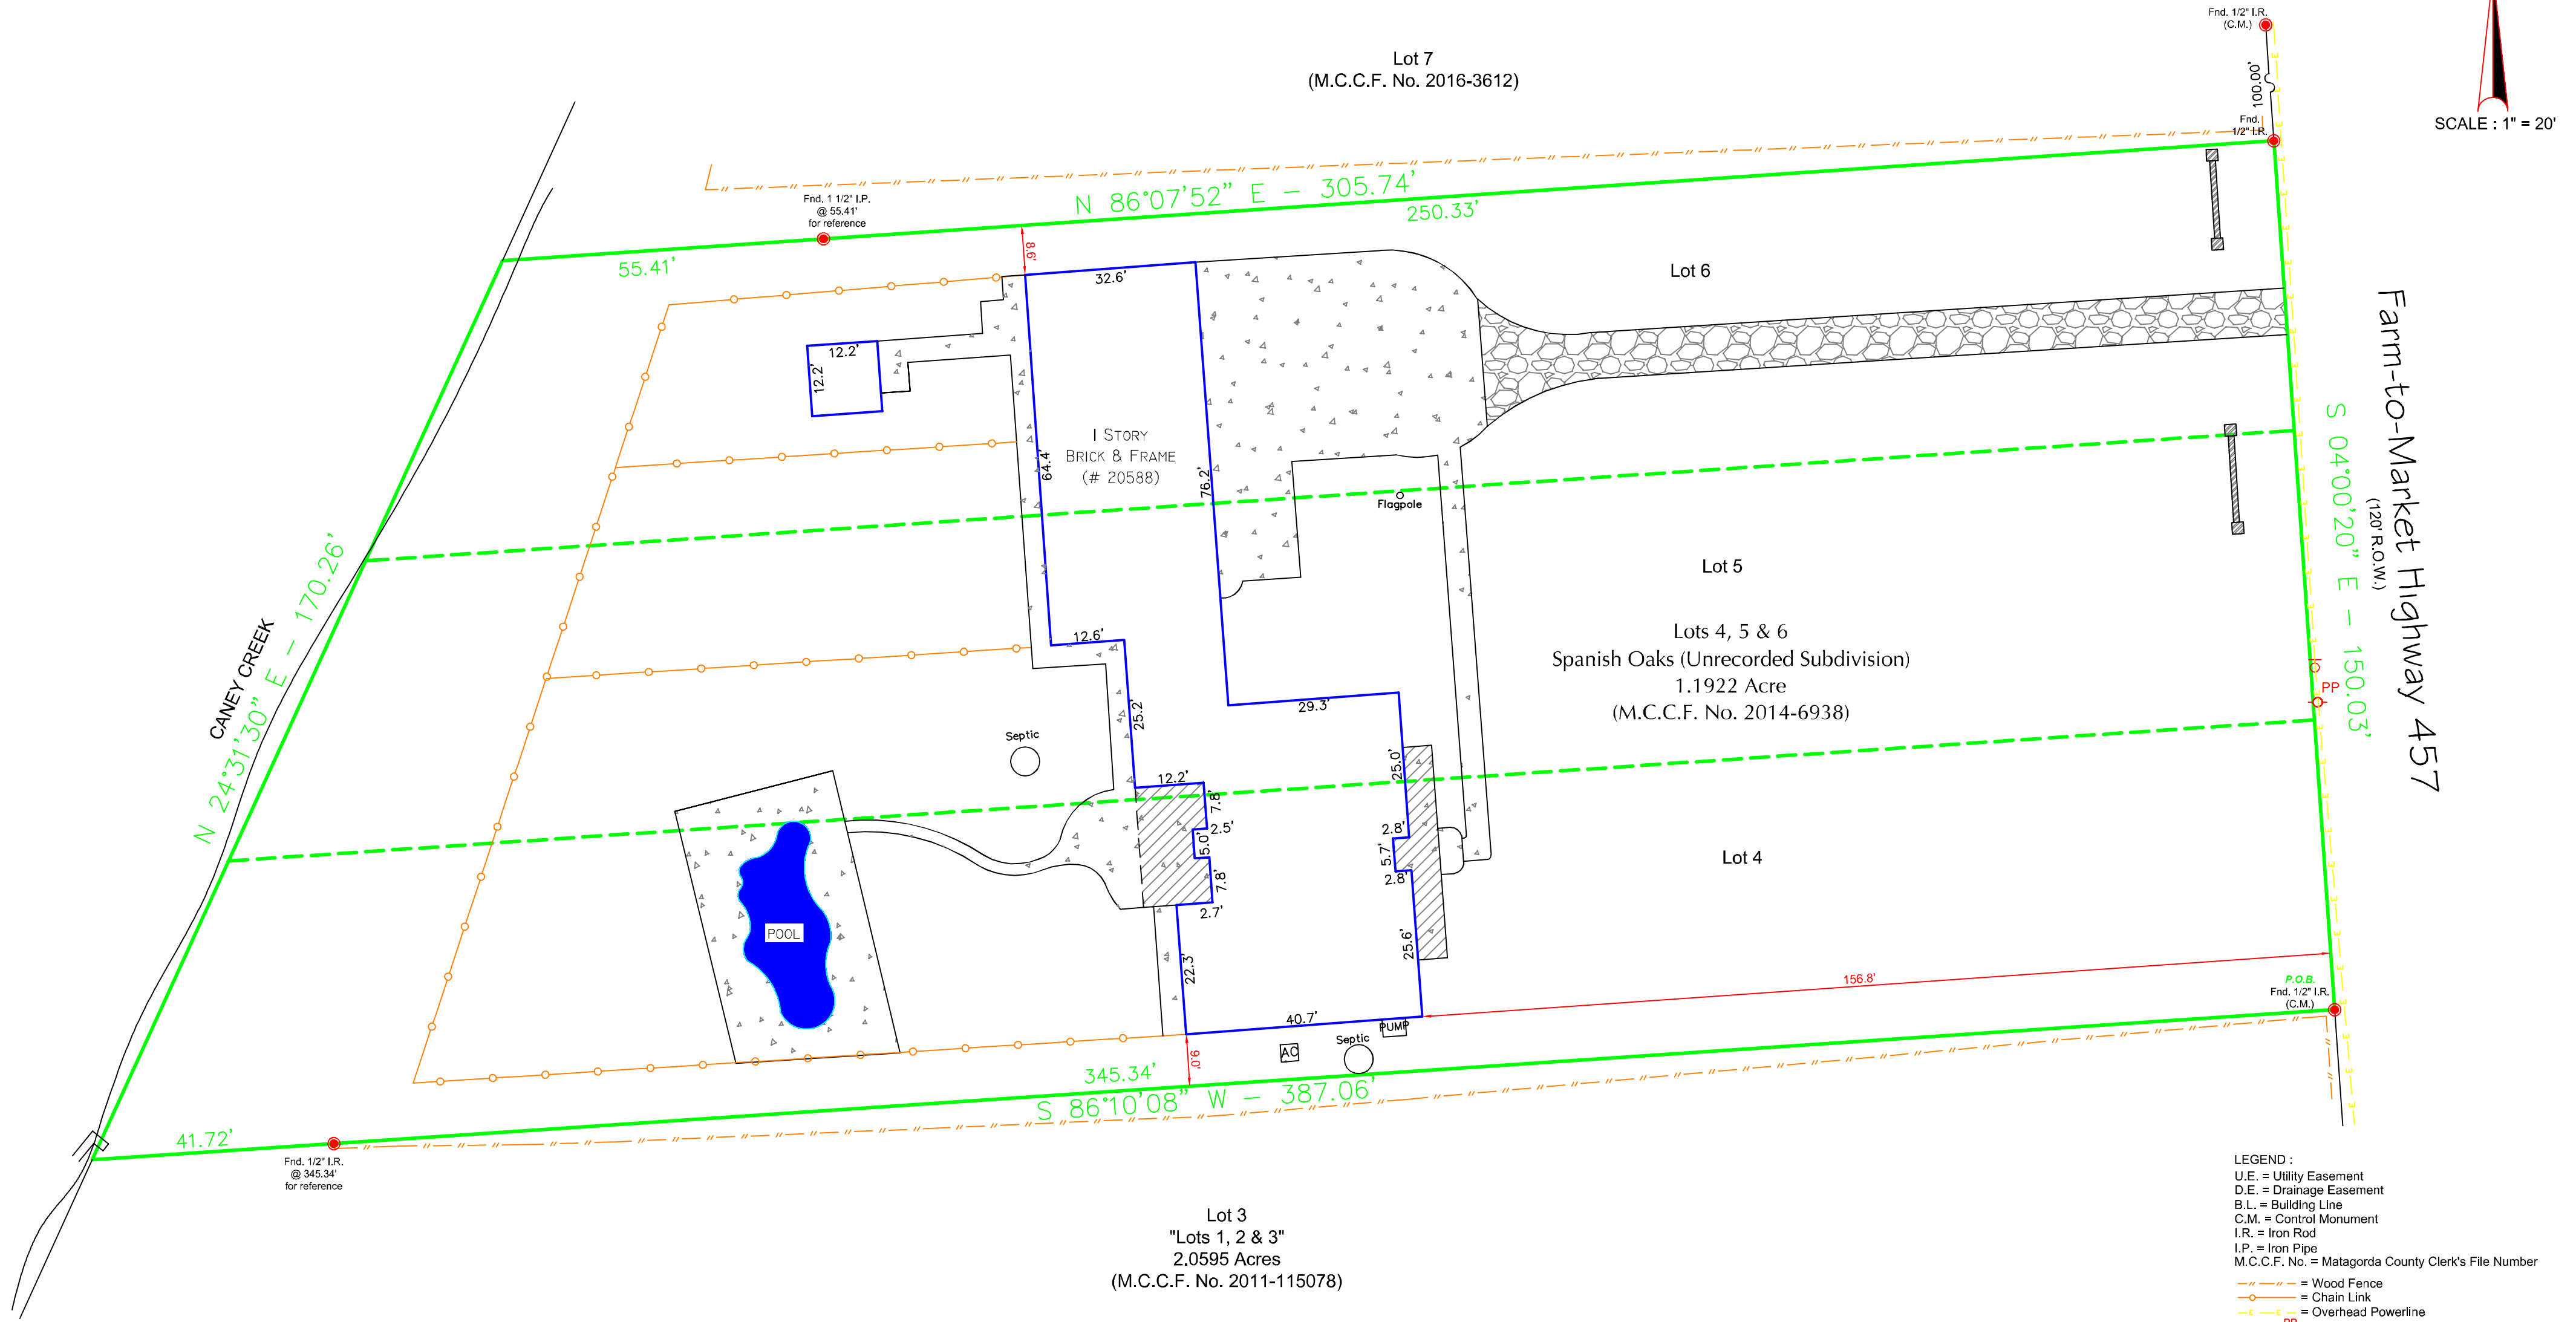 Fnd. 1/2" I.R.
(C.M.)
100.00'
Fnd.
1/2" I.R.
SCALE : 1" = 20'
Lot 7
(M.C.C.F. No. 2016-3612)
N 86°07'52" E - 305.74'
250.33'
Fnd. 1 1/2" I.P.
@ 55.41'
for reference
55.41'
8.6'
32.6'
Lot 6
12.2'
12.2'
1 STORY
BRICK & FRAME
(# 20588)
64.4'
76.2'
Flagpole
Farm-to-Market Highway 457
(120' R.O.W.)
S 04°00'20" E - 150.03'
Lot 5
Lots 4, 5 & 6
Spanish Oaks (Unrecorded Subdivision)
1.1922 Acre
(M.C.C.F. No. 2014-6938)
PP
CANEY CREEK
N 24°31'30" E - 170.26'
12.6'
25.2'
29.3'
25.0'
Septic
12.2'
7.8'
2.5'
5.0'
7.8'
2.7'
2.8'
5.7'
2.8'
25.6'
Lot 4
POOL
22.3'
40.7'
PUMP
156.8'
P.O.B.
Fnd. 1/2" I.R.
(C.M.)
AC
Septic
9.0'
345.34'
S 86°10'08" W - 387.06'
41.72'
Fnd. 1/2" I.R.
@ 345.34'
for reference
Lot 3
"Lots 1, 2 & 3"
2.0595 Acres
(M.C.C.F. No. 2011-115078)
LEGEND :
U.E. = Utility Easement
D.E. = Drainage Easement
B.L. = Building Line
C.M. = Control Monument
I.R. = Iron Rod
I.P. = Iron Pipe
M.C.C.F. No. = Matagorda County Clerk's File Number
= Wood Fence
= Chain Link
= Overhead Powerline